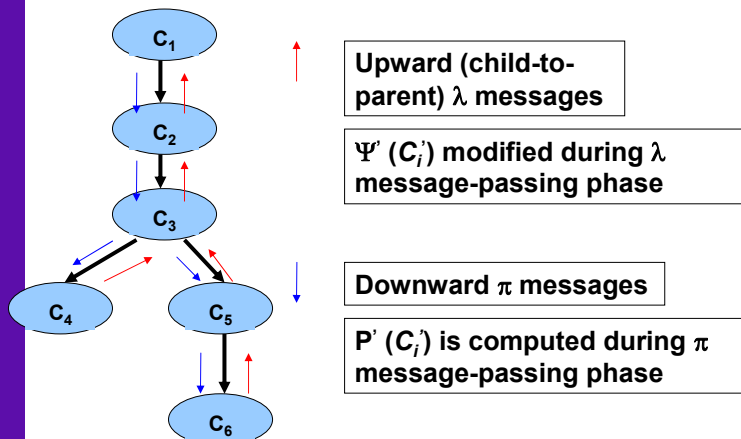 C1
C2
C3
C4
C5
C6
Upward (child-to-
parent) λ messages
Ψ' (Ci') modified during λ
message-passing phase
Downward π messages
P' (Ci') is computed during π
message-passing phase